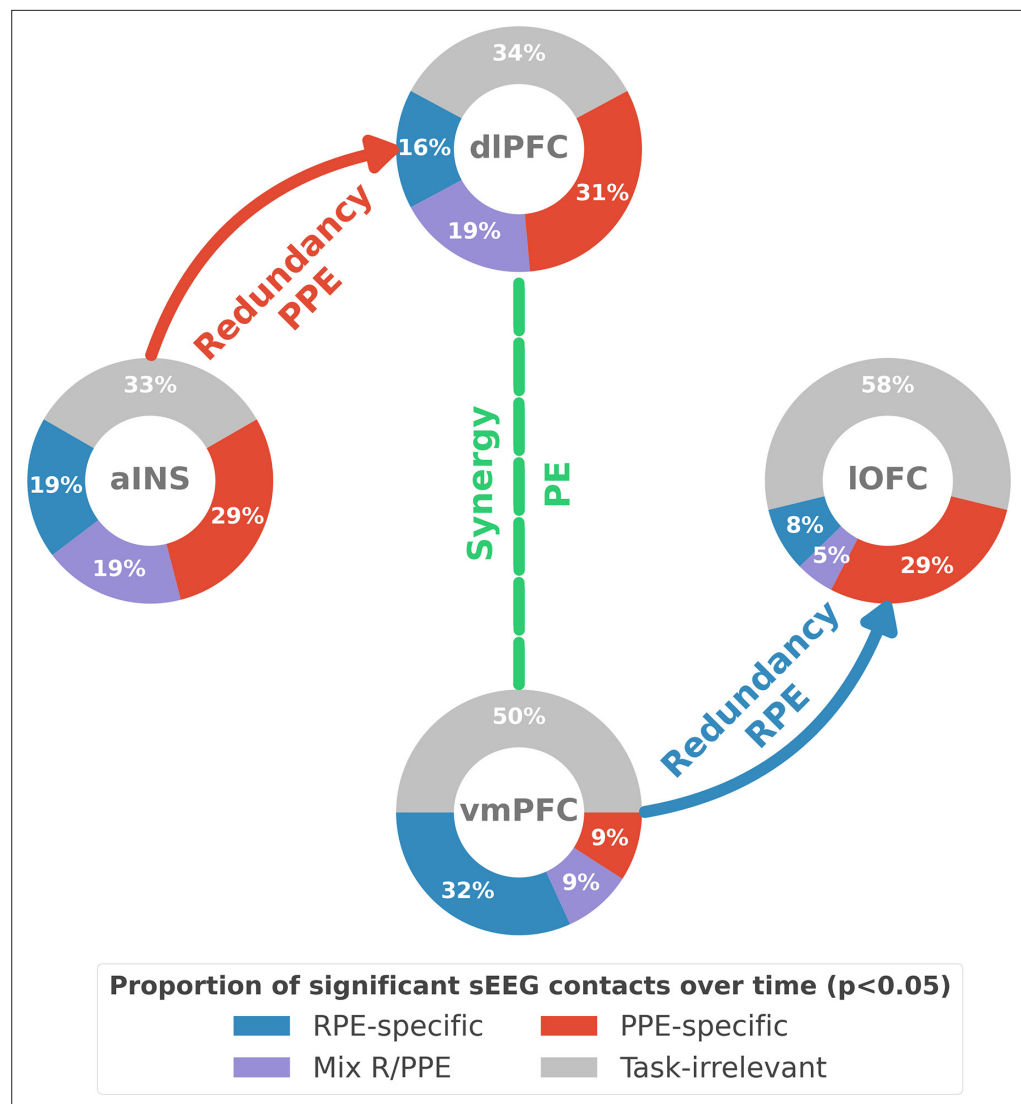 34%
16%
dlPFC
31%
19%
Redundancy
PPE
33%
19%
aINS
29%
19%
Synergy
PE
58%
lOFC
8%
5%
29%
Redundancy
RPE
50%
vmPFC
9%
32%
9%
Proportion of significant sEEG contacts over time (p<0.05)
RPE-specific
PPE-specific
Mix R/PPE
Task-irrelevant